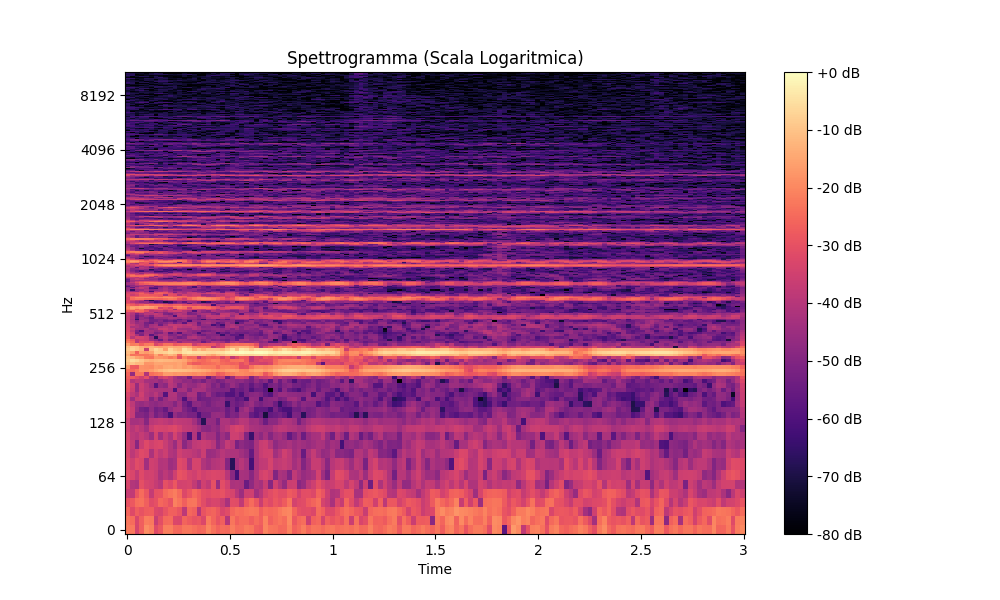 Spettrogramma (Scala Logaritmica)
8192
4096
2048
1024
512
256
128
64
0
Hz
0
0.5
1
1.5
2
2.5
3
Time
+0 dB
-10 dB
-20 dB
-30 dB
-40 dB
-50 dB
-60 dB
-70 dB
-80 dB